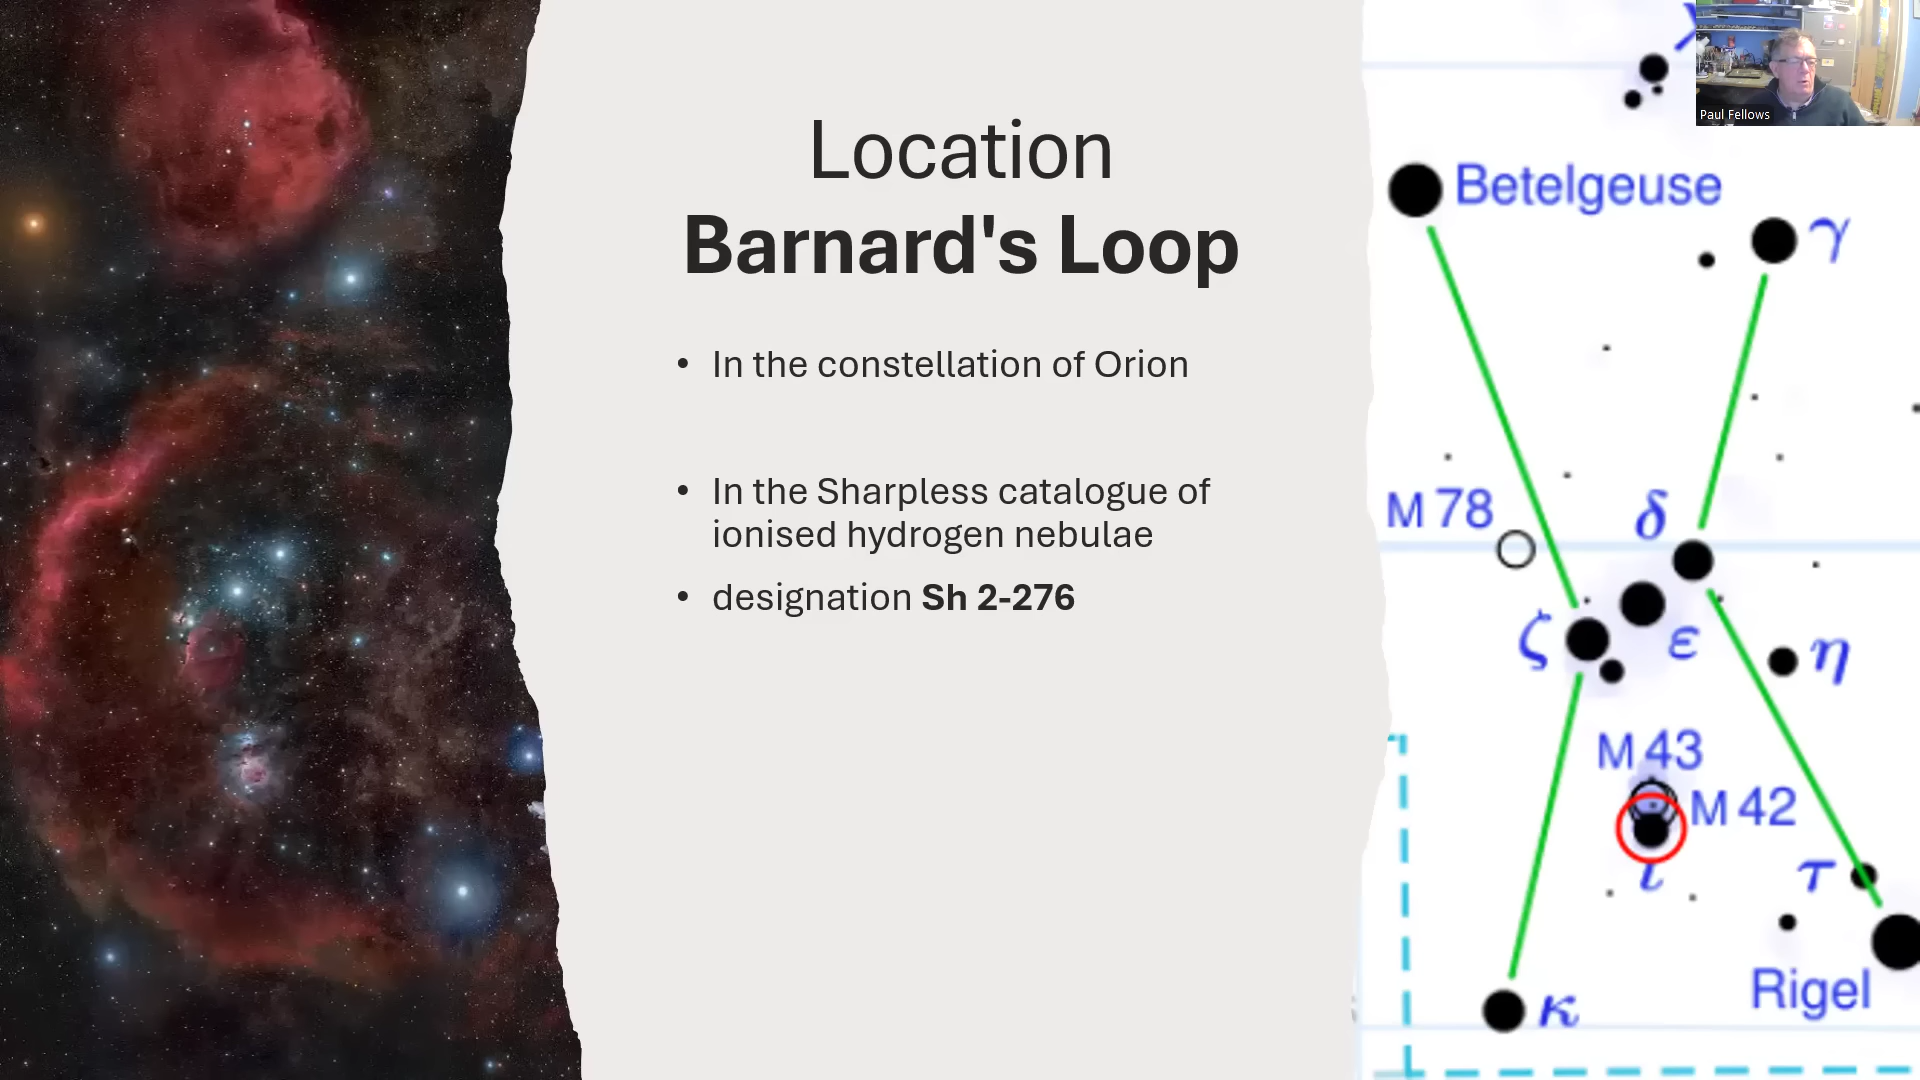 Location
Barnard's Loop
• In the constellation of Orion
• In the Sharpless catalogue of
ionised hydrogen nebulae
• designation Sh 2-276
λ
Paul Fellows
Betelgeuse
γ
M 78
δ
ζ
ε
η
M 43
M 42
ι
τ
Rigel
κ